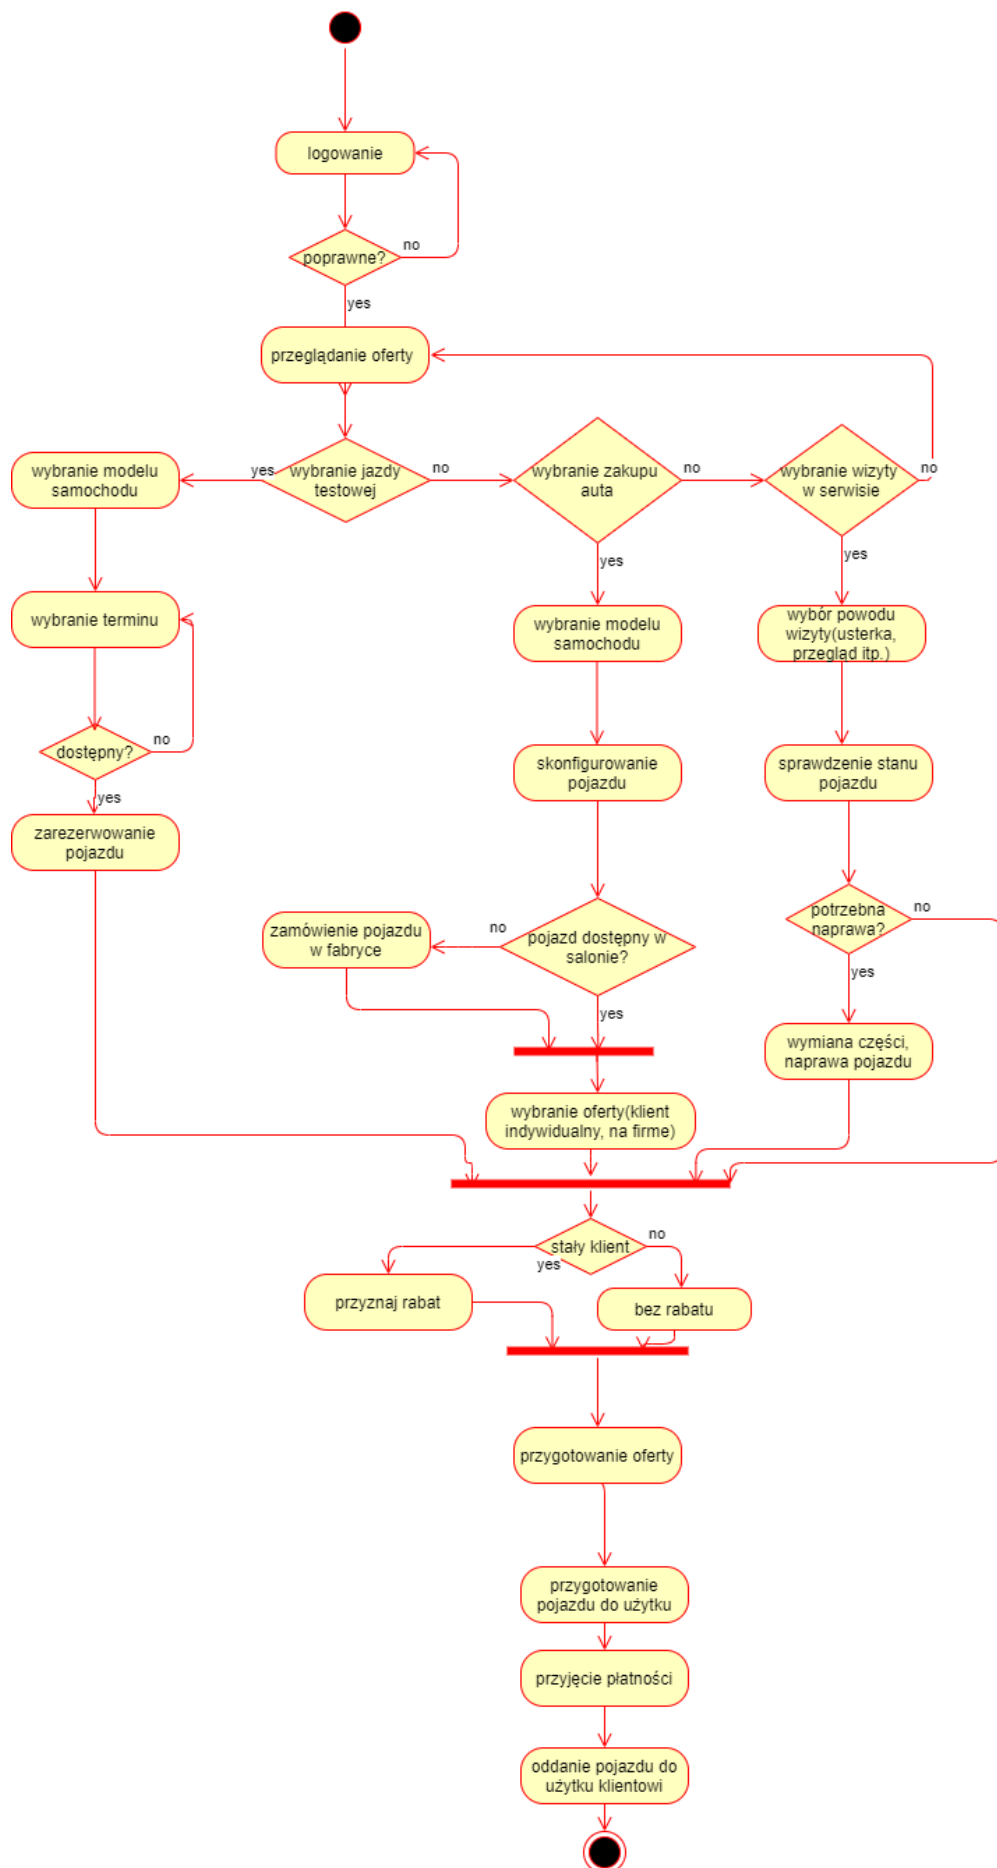 logowanie
no
poprawne?
yes
przeglądanie oferty
wybranie modelu
samochodu
yes
wybranie jazdy
testowej
no
wybranie zakupu
auta
no
wybranie wizyty
w serwisie
no
yes
yes
wybranie terminu
wybranie modelu
samochodu
wybór powodu
wizyty(usterka,
przegląd itp.)
no
dostępny?
yes
skonfigurowanie
pojazdu
sprawdzenie stanu
pojazdu
zarezerwowanie
pojazdu
zamówienie pojazdu
w fabryce
no
pojazd dostępny w
salonie?
yes
potrzebna
naprawa?
no
yes
wymiana części,
naprawa pojazdu
wybranie oferty(klient
indywidualny, na firme)
stały klient
no
yes
przyznaj rabat
bez rabatu
przygotowanie oferty
przygotowanie
pojazdu do użytku
przyjęcie płatności
oddanie pojazdu do
użytku klientowi